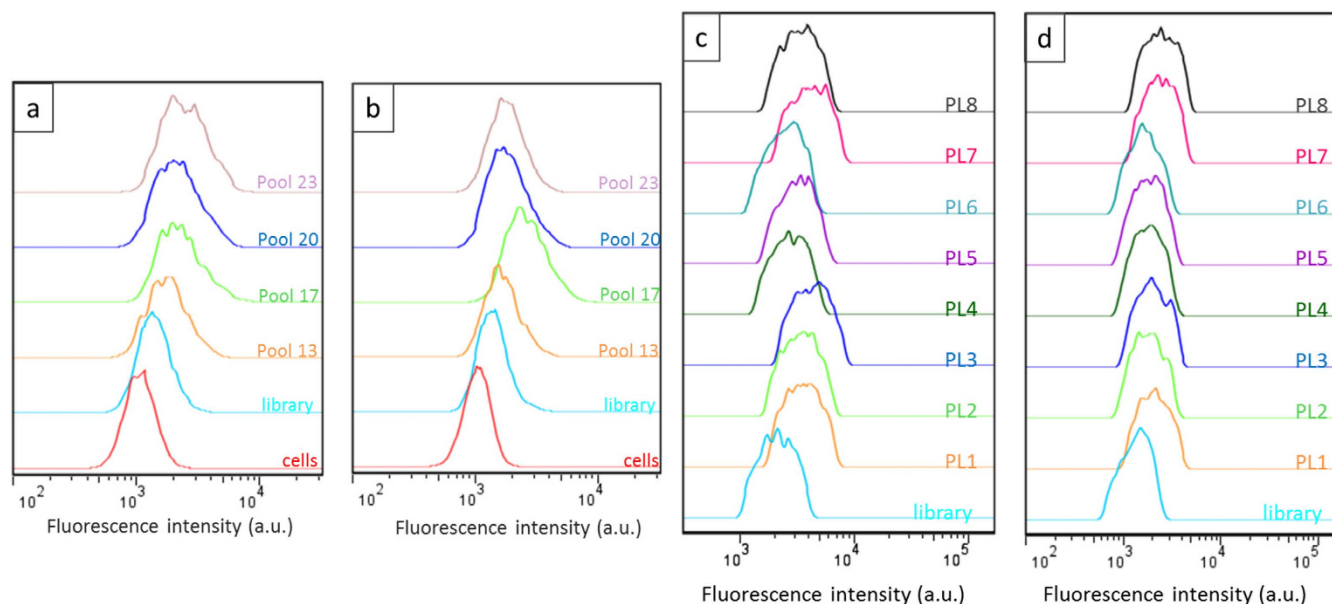 a
Pool 23
Pool 20
Pool 17
Pool 13
library
cells
10² 10³ 10⁴
Fluorescence intensity (a.u.)
b
Pool 23
Pool 20
Pool 17
Pool 13
library
cells
10² 10³ 10⁴
Fluorescence intensity (a.u.)
c
PL8
PL7
PL6
PL5
PL4
PL3
PL2
PL1
library
10³ 10⁴ 10⁵
Fluorescence intensity (a.u.)
d
PL8
PL7
PL6
PL5
PL4
PL3
PL2
PL1
library
10² 10³ 10⁴ 10⁵
Fluorescence intensity (a.u.)